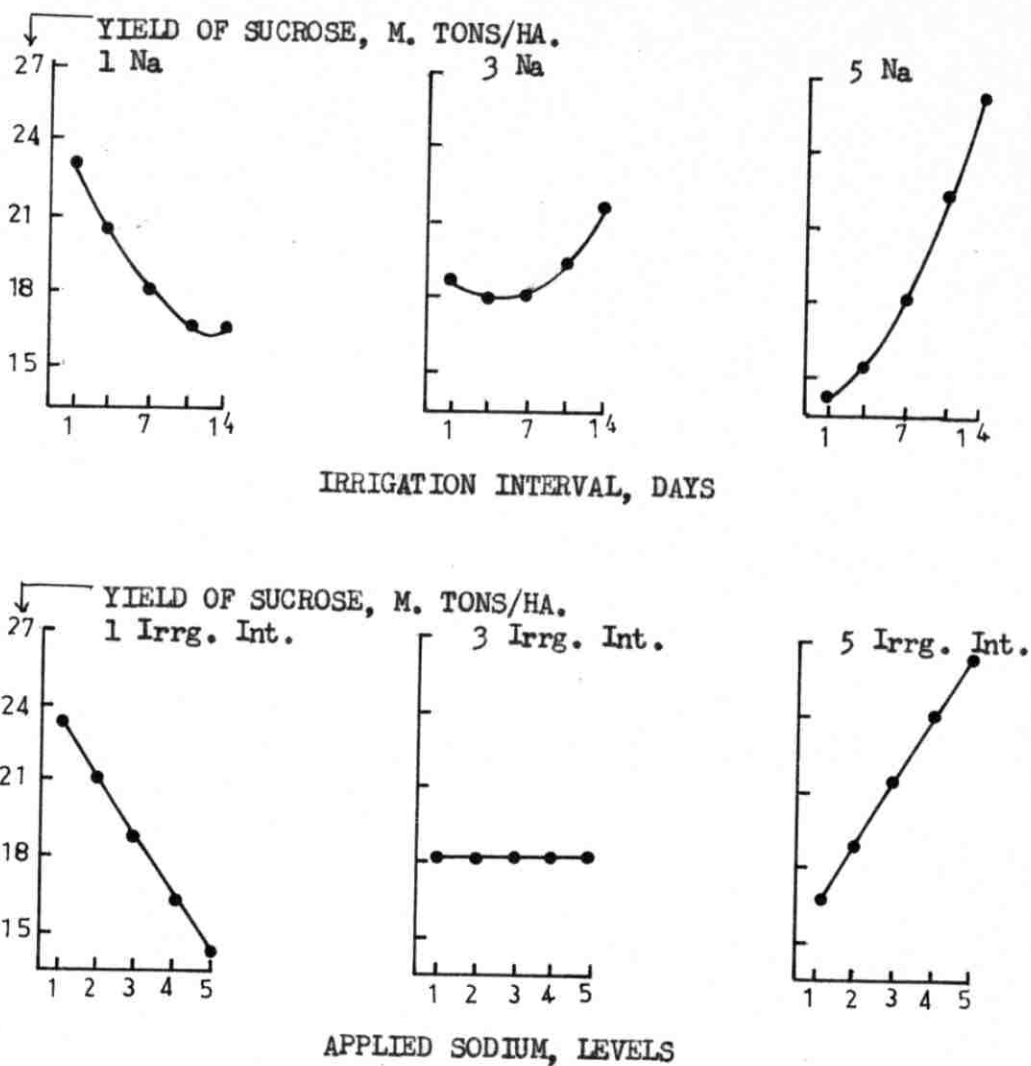 YIELD OF SUCROSE, M. TONS/HA.
1 Na 3 Na 5 Na
27
24
21
18
15
1 7 14 1 7 14 1 7 14
IRRIGATION INTERVAL, DAYS
YIELD OF SUCROSE, M. TONS/HA.
1 Irrg. Int. 3 Irrg. Int. 5 Irrg. Int.
27
24
21
18
15
1 2 3 4 5 1 2 3 4 5 1 2 3 4 5
APPLIED SODIUM, LEVELS